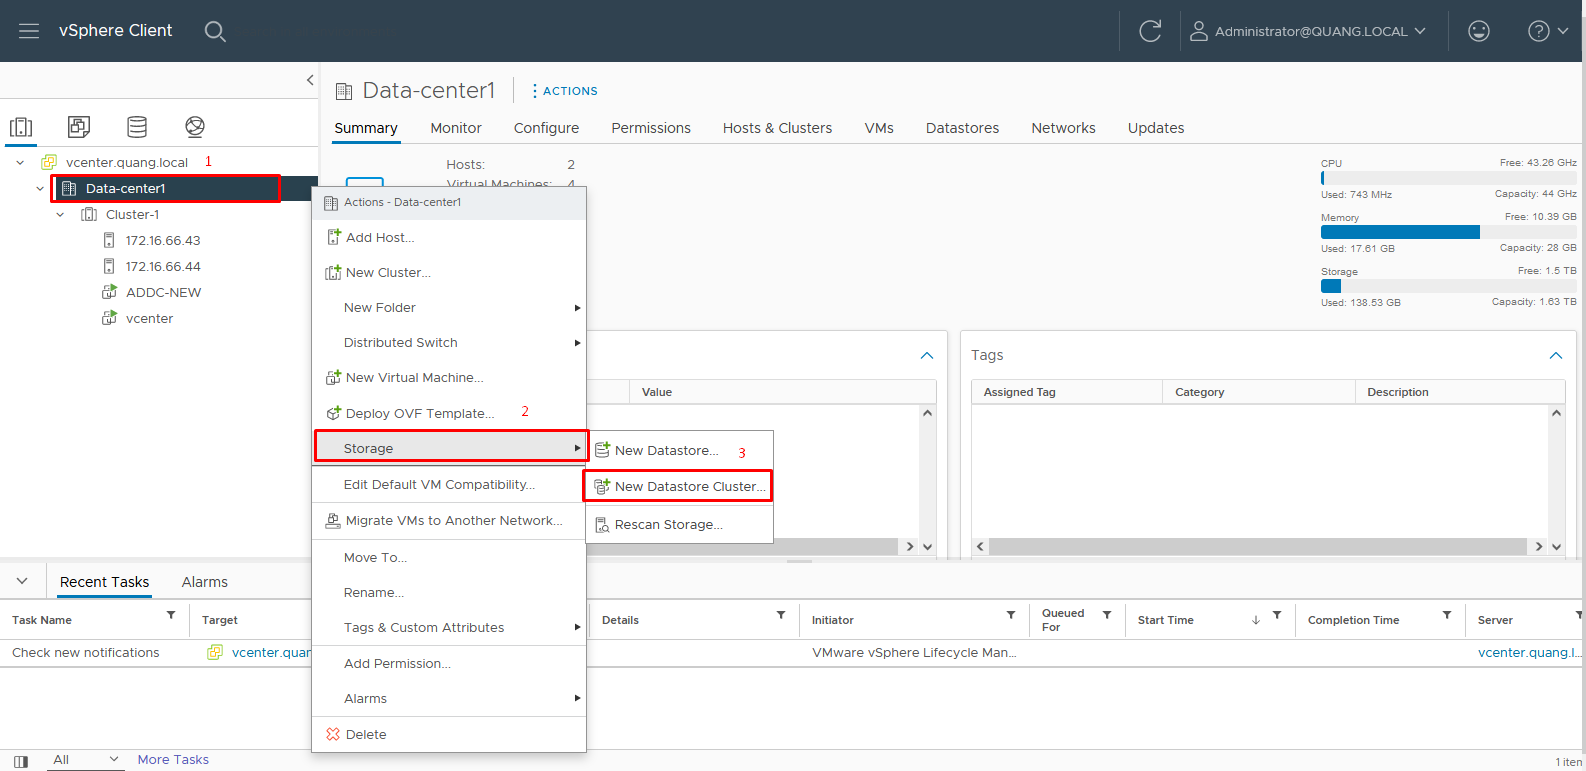 vSphere Client
Administrator@QUANG.LOCAL
?
Data-center1
ACTIONS
Summary Monitor Configure Permissions Hosts & Clusters VMs Datastores Networks Updates
vcenter.quang.local 1
Data-center1
Cluster-1
172.16.66.43
172.16.66.44
ADDC-NEW
vcenter
Hosts: 2
Virtual Machines: 4
CPU Free: 43.26 GHz
Used: 743 MHz Capacity: 44 GHz
Memory Free: 10.39 GB
Used: 17.61 GB Capacity: 28 GB
Storage Free: 1.5 TB
Used: 138.53 GB Capacity: 1.63 TB
Actions - Data-center1
Add Host...
New Cluster...
New Folder
Distributed Switch
New Virtual Machine...
Deploy OVF Template... 2
Storage
Edit Default VM Compatibility...
Migrate VMs to Another Network...
Move To...
Rename...
Tags & Custom Attributes
Add Permission...
Alarms
Delete
New Datastore... 3
New Datastore Cluster...
Rescan Storage...
Value
Tags
Assigned Tag Category Description
Recent Tasks Alarms
Task Name Target Details Initiator Queued For Start Time Completion Time Server
Check new notifications vcenter.quan VMware vSphere Lifecycle Man... vcenter.quang.l...
All More Tasks
1 iten